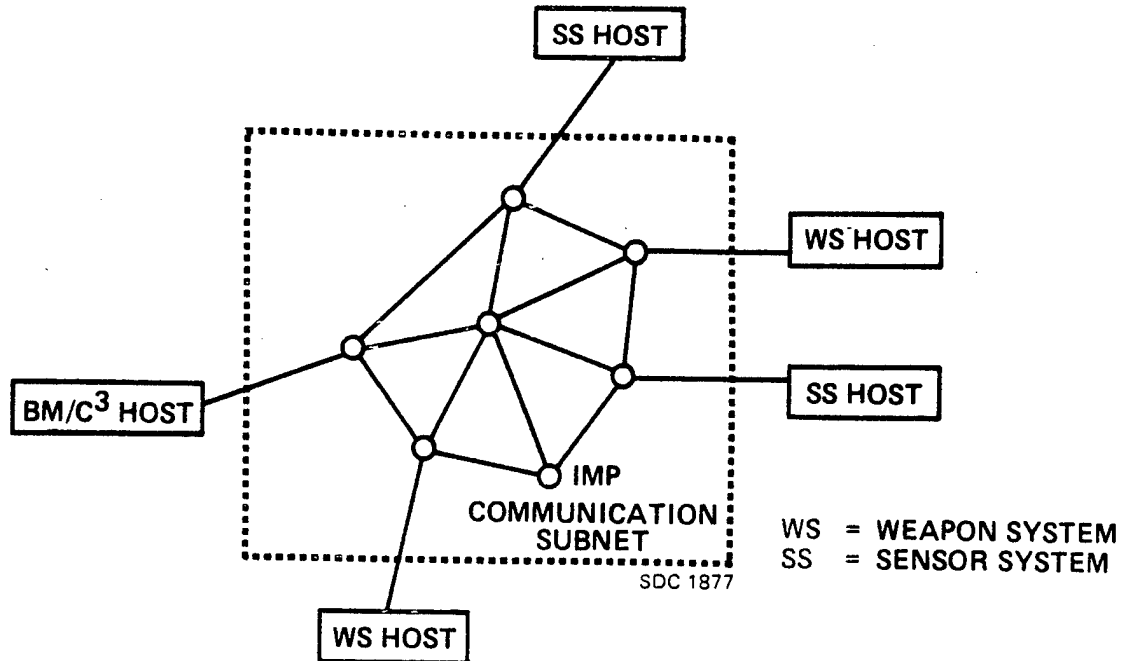 SS HOST
WS HOST
BM/C³ HOST
SS HOST
IMP
COMMUNICATION
SUBNET
WS = WEAPON SYSTEM
SS = SENSOR SYSTEM
SDC 1877
WS HOST